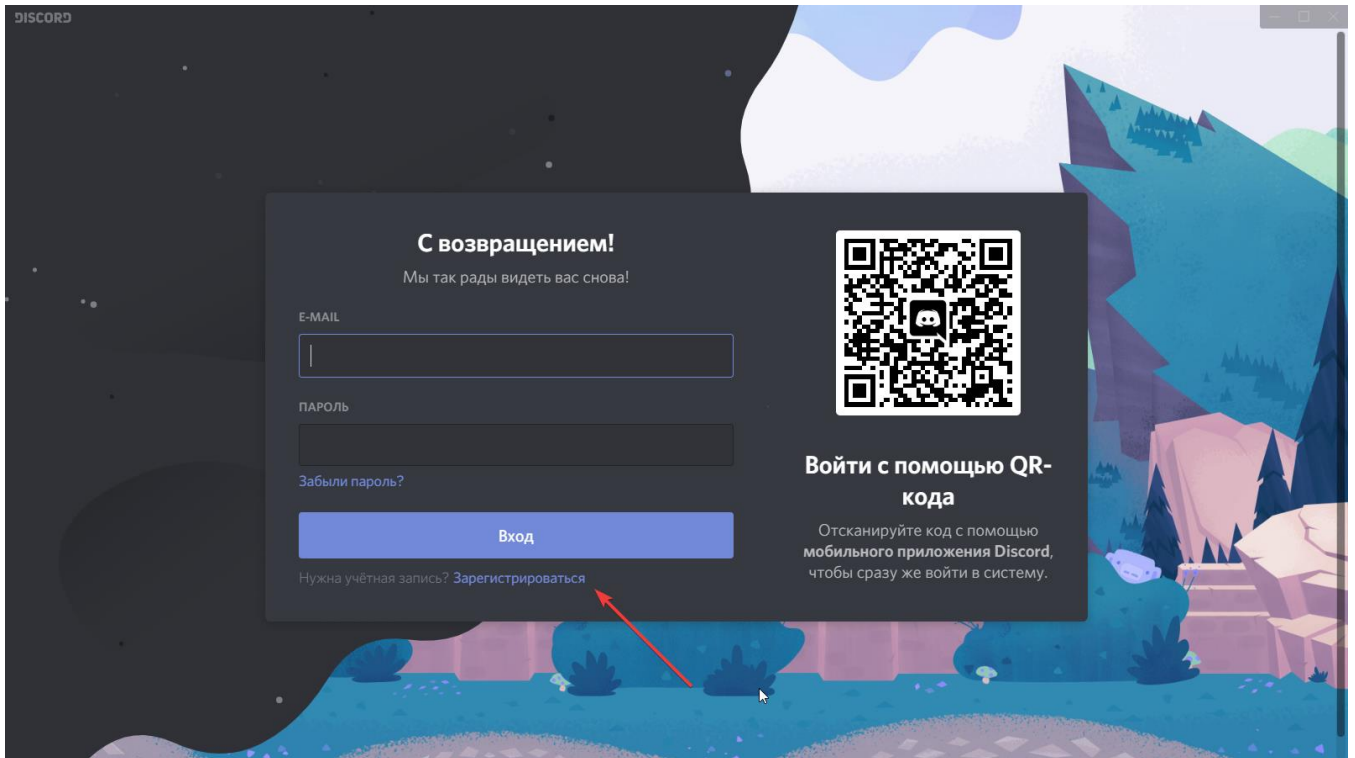 DISCORD
С возвращением!
Мы так рады видеть вас снова!
E-MAIL
ПАРОЛЬ
Забыли пароль?
Вход
Нужна учётная запись? Зарегистрироваться
Войти с помощью QR-
кода
Отсканируйте код с помощью
мобильного приложения Discord,
чтобы сразу же войти в систему.